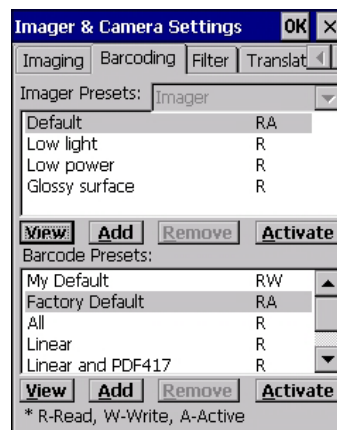 Imager & Camera Settings OK ×
Imaging Barcoding Filter Translat
Imager Presets: Imager
Default RA
Low light R
Low power R
Glossy surface R
View Add Remove Activate
Barcode Presets:
My Default RW
Factory Default RA
All R
Linear R
Linear and PDF417 R
View Add Remove Activate
* R-Read, W-Write, A-Active